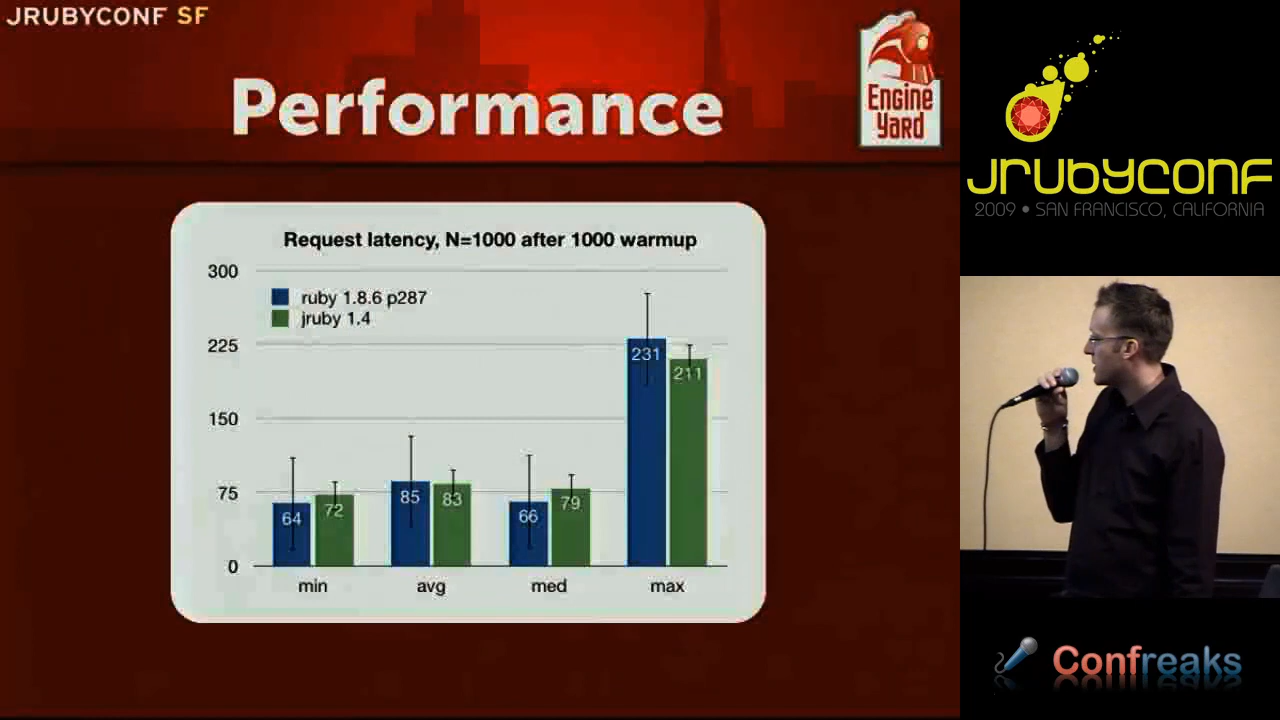 JRUBYCONF SF
Performance
Engine
Yard
Request latency, N=1000 after 1000 warmup
300
ruby 1.8.6 p287
jruby 1.4
225
150
75
0
64
72
85
83
66
79
231
211
min
avg
med
max
jrubyconf
2009 • SAN FRANCISCO, CALIFORNIA
Confreaks